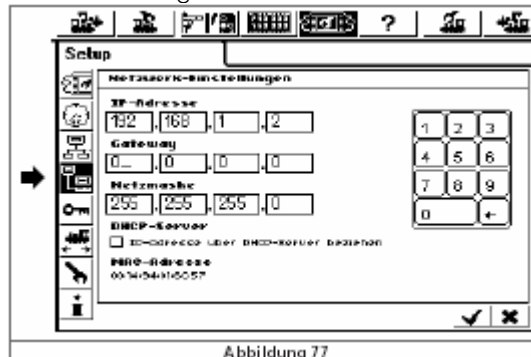 ?
Setup
Netzwerk-Einstellungen
IP-Adresse
192 . 168 . 1 . 2
Gateway
0_ . 0 . 0 . 0
Netzmaske
255 . 255 . 255 . 0
DHCP-Server
IP-Adresse über DHCP-Server beziehen
MAC-Adresse
1 2 3
4 5 6
7 8 9
0 ←
Abbildung 77